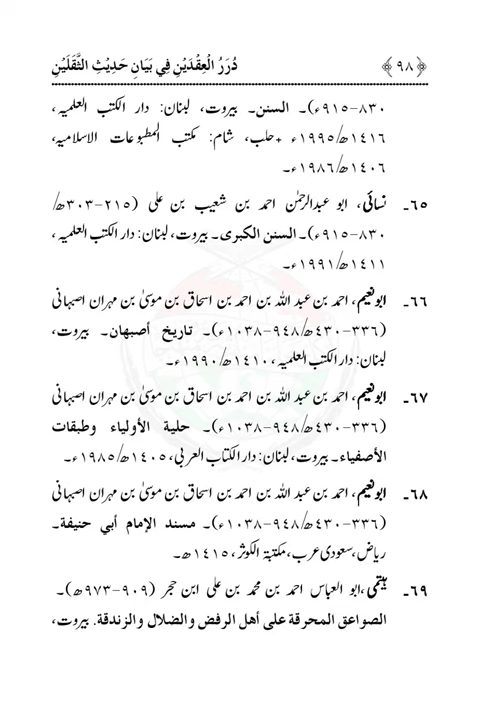 ﴿٩٨﴾ دُرَرُ الْعِقْدَيْنِ فِي بَيَانِ حَدِيْثِ الثَّقَلَيْنِ
٨٣٠-٩١٥ء)۔ السنن۔ بیروت، لبنان: دار الکتب العلمیہ،
١٤١٦ھ/١٩٩٥ء +حلب، شام: مکتب المطبوعات الاسلامیہ،
١٤٠٦ھ/١٩٨٦ء۔
٦٥۔ نسائی، ابو عبدالرحمٰن احمد بن شعیب بن علی (٢١٥-٣٠٣ھ/
٨٣٠-٩١٥ء)۔ السنن الکبری۔ بیروت، لبنان: دار الکتب العلمیہ،
١٤١١ھ/١٩٩١ء۔
٦٦۔ ابونعیم، احمد بن عبد اللہ بن احمد بن اسحاق بن موسیٰ بن مہران اصبہانی
(٣٣٦-٤٣٠ھ/٩٤٨-١٠٣٨ء)۔ تاریخ أصبهان۔ بیروت،
لبنان: دار الکتب العلمیہ، ١٤١٠ھ/١٩٩٠ء۔
٦٧۔ ابونعیم، احمد بن عبد اللہ بن احمد بن اسحاق بن موسیٰ بن مہران اصبہانی
(٣٣٦-٤٣٠ھ/٩٤٨-١٠٣٨ء)۔ حلية الأولياء وطبقات
الأصفياء۔ بیروت، لبنان: دار الکتاب العربی، ١٤٠٥ھ/١٩٨٥ء۔
٦٨۔ ابونعیم، احمد بن عبد اللہ بن احمد بن اسحاق بن موسیٰ بن مہران اصبہانی
(٣٣٦-٤٣٠ھ/٩٤٨-١٠٣٨ء)۔ مسند الإمام أبي حنيفة۔
ریاض، سعودی عرب، مکتبۃ الکوثر، ١٤١٥ھ۔
٦٩۔ ہیتمی، ابو العباس احمد بن محمد بن علی ابن حجر (٩٠٩-٩٧٣ھ)۔
الصواعق المحرقة على أهل الرفض والضلال والزندقة. بیروت،